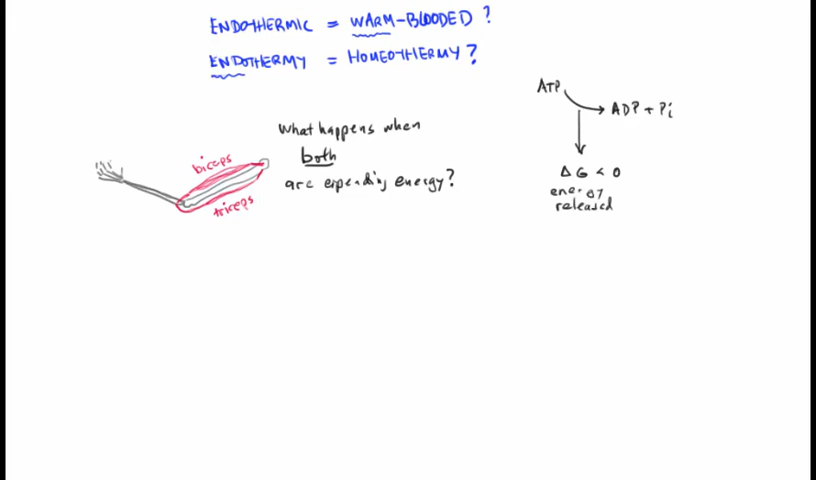 ENDOTHERMIC = WARM-BLOODED ?
ENDOTHERMY = HOMEOTHERMY ?
ATP
ADP + Pi
What happens when
both
are expending energy?
biceps
triceps
ΔG < 0
energy
released